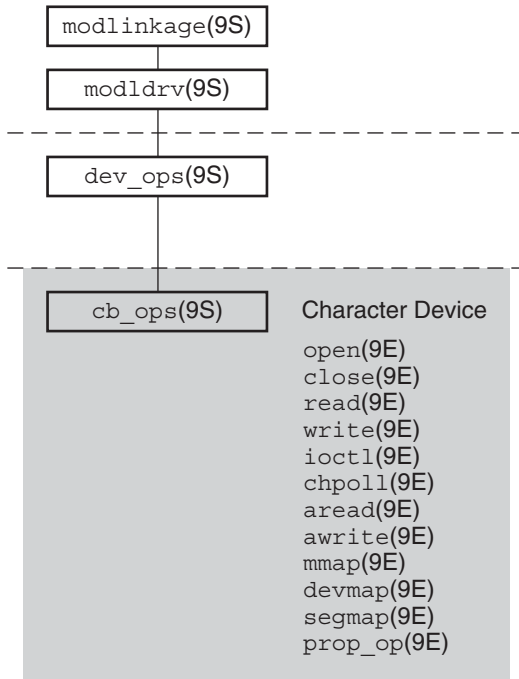 modlinkage(9S)
modldrv(9S)
dev_ops(9S)
cb_ops(9S)
Character Device
open(9E)
close(9E)
read(9E)
write(9E)
ioctl(9E)
chpoll(9E)
aread(9E)
awrite(9E)
mmap(9E)
devmap(9E)
segmap(9E)
prop_op(9E)